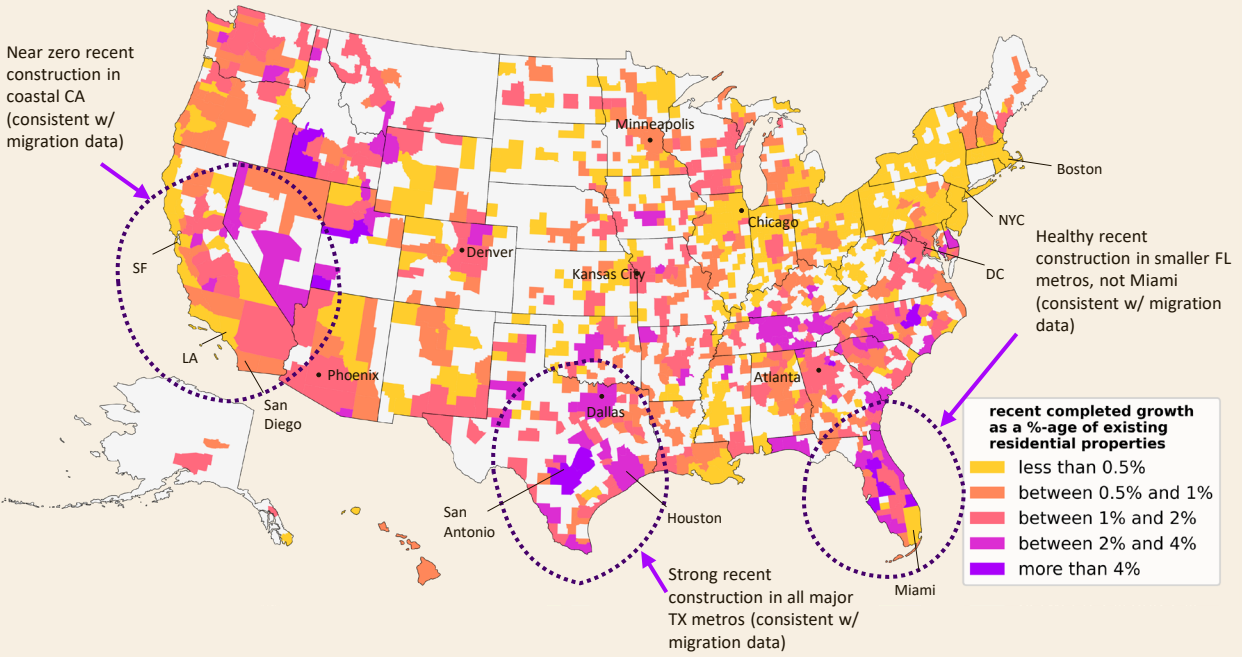 Near zero recent
construction in
coastal CA
(consistent w/
migration data)
Minneapolis
Boston
NYC
Chicago
Healthy recent
construction in smaller FL
metros, not Miami
(consistent w/ migration
data)
SF
Denver
Kansas City
DC
LA
Phoenix
Atlanta
San
Diego
Dallas
San
Antonio
Houston
Miami
Strong recent
construction in all major
TX metros (consistent w/
migration data)
recent completed growth
as a %-age of existing
residential properties
less than 0.5%
between 0.5% and 1%
between 1% and 2%
between 2% and 4%
more than 4%